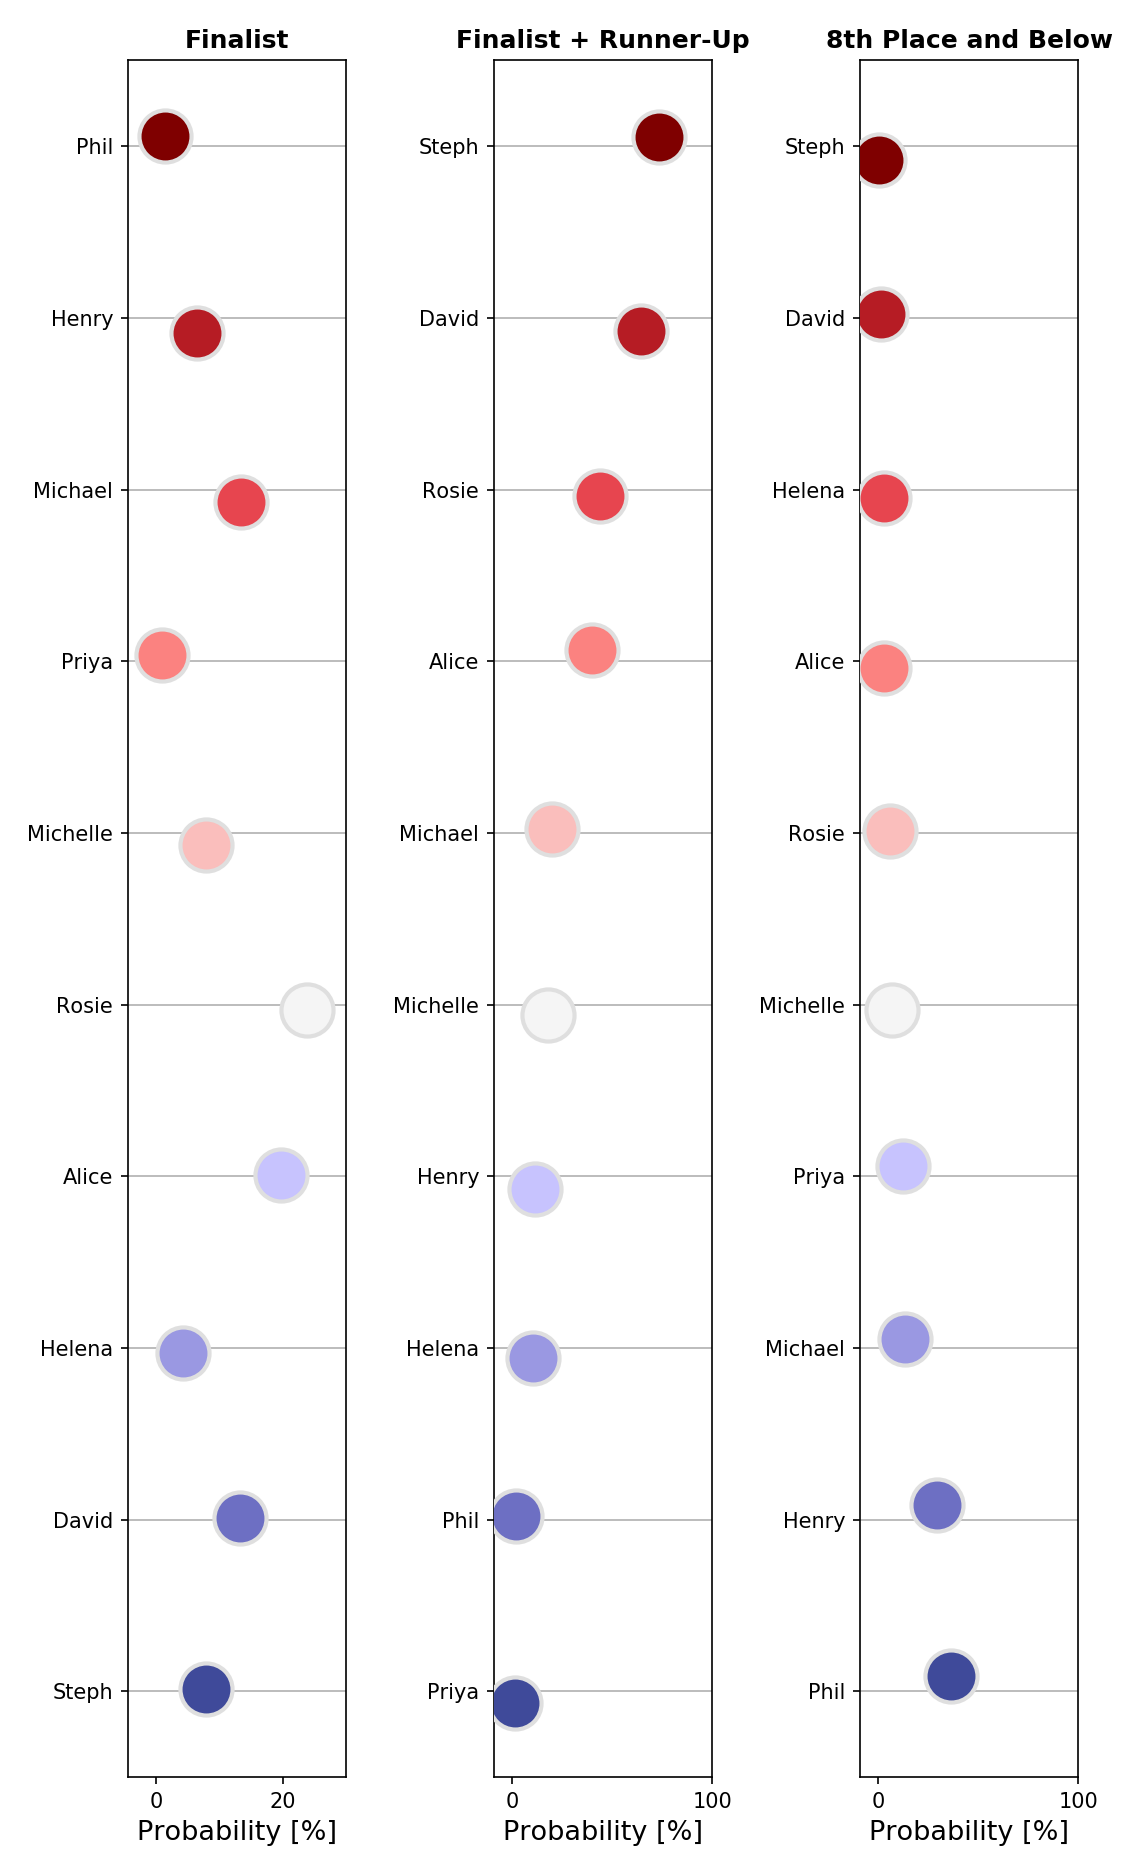 Finalist
Phil
Henry
Michael
Priya
Michelle
Rosie
Alice
Helena
David
Steph
0 20
Probability [%]
Finalist + Runner-Up
Steph
David
Rosie
Alice
Michael
Michelle
Henry
Helena
Phil
Priya
0 100
Probability [%]
8th Place and Below
Steph
David
Helena
Alice
Rosie
Michelle
Priya
Michael
Henry
Phil
0 100
Probability [%]